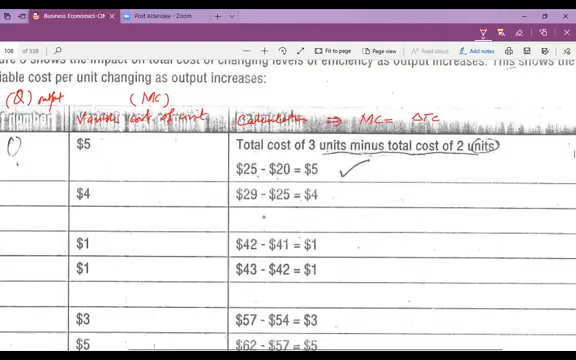 Business Economics-CIM
Post Attendee - Zoom
108 of 339
Fit to page
Page view
Read aloud
Add notes
shows the impact on total cost of changing levels of efficiency as output increases. This shows the
iable cost per unit changing as output increases:
(Q) output (MC)
number Variable cost of unit Calculation ⇒ MC = ΔTC
$5 Total cost of 3 units minus total cost of 2 units
$25 - $20 = $5
$4 $29 - $25 = $4
$1 $42 - $41 = $1
$1 $43 - $42 = $1
$3 $57 - $54 = $3
$5 $62 - $57 = $5